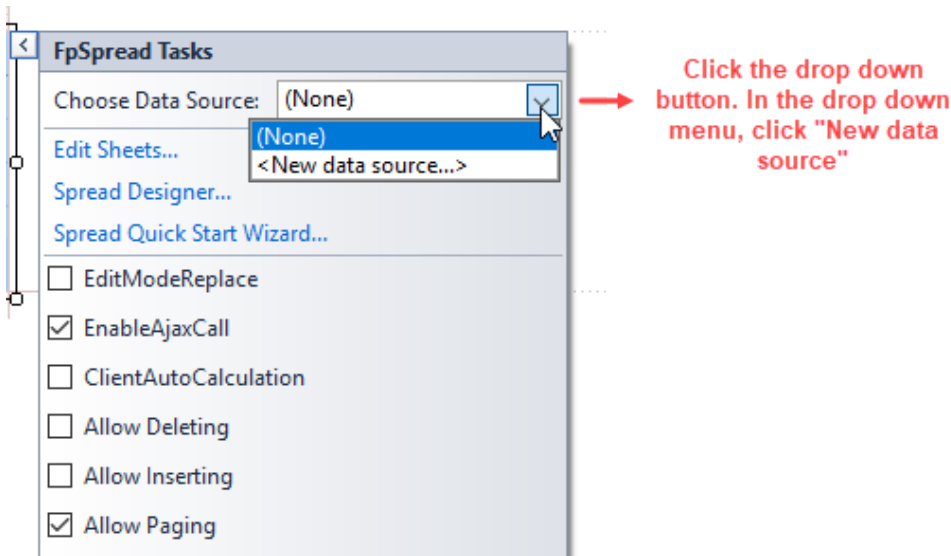 FpSpread Tasks
Choose Data Source: (None)
(None)
<New data source...>
Edit Sheets...
Spread Designer...
Spread Quick Start Wizard...
EditModeReplace
EnableAjaxCall
ClientAutoCalculation
Allow Deleting
Allow Inserting
Allow Paging
Click the drop down
button. In the drop down
menu, click "New data
source"